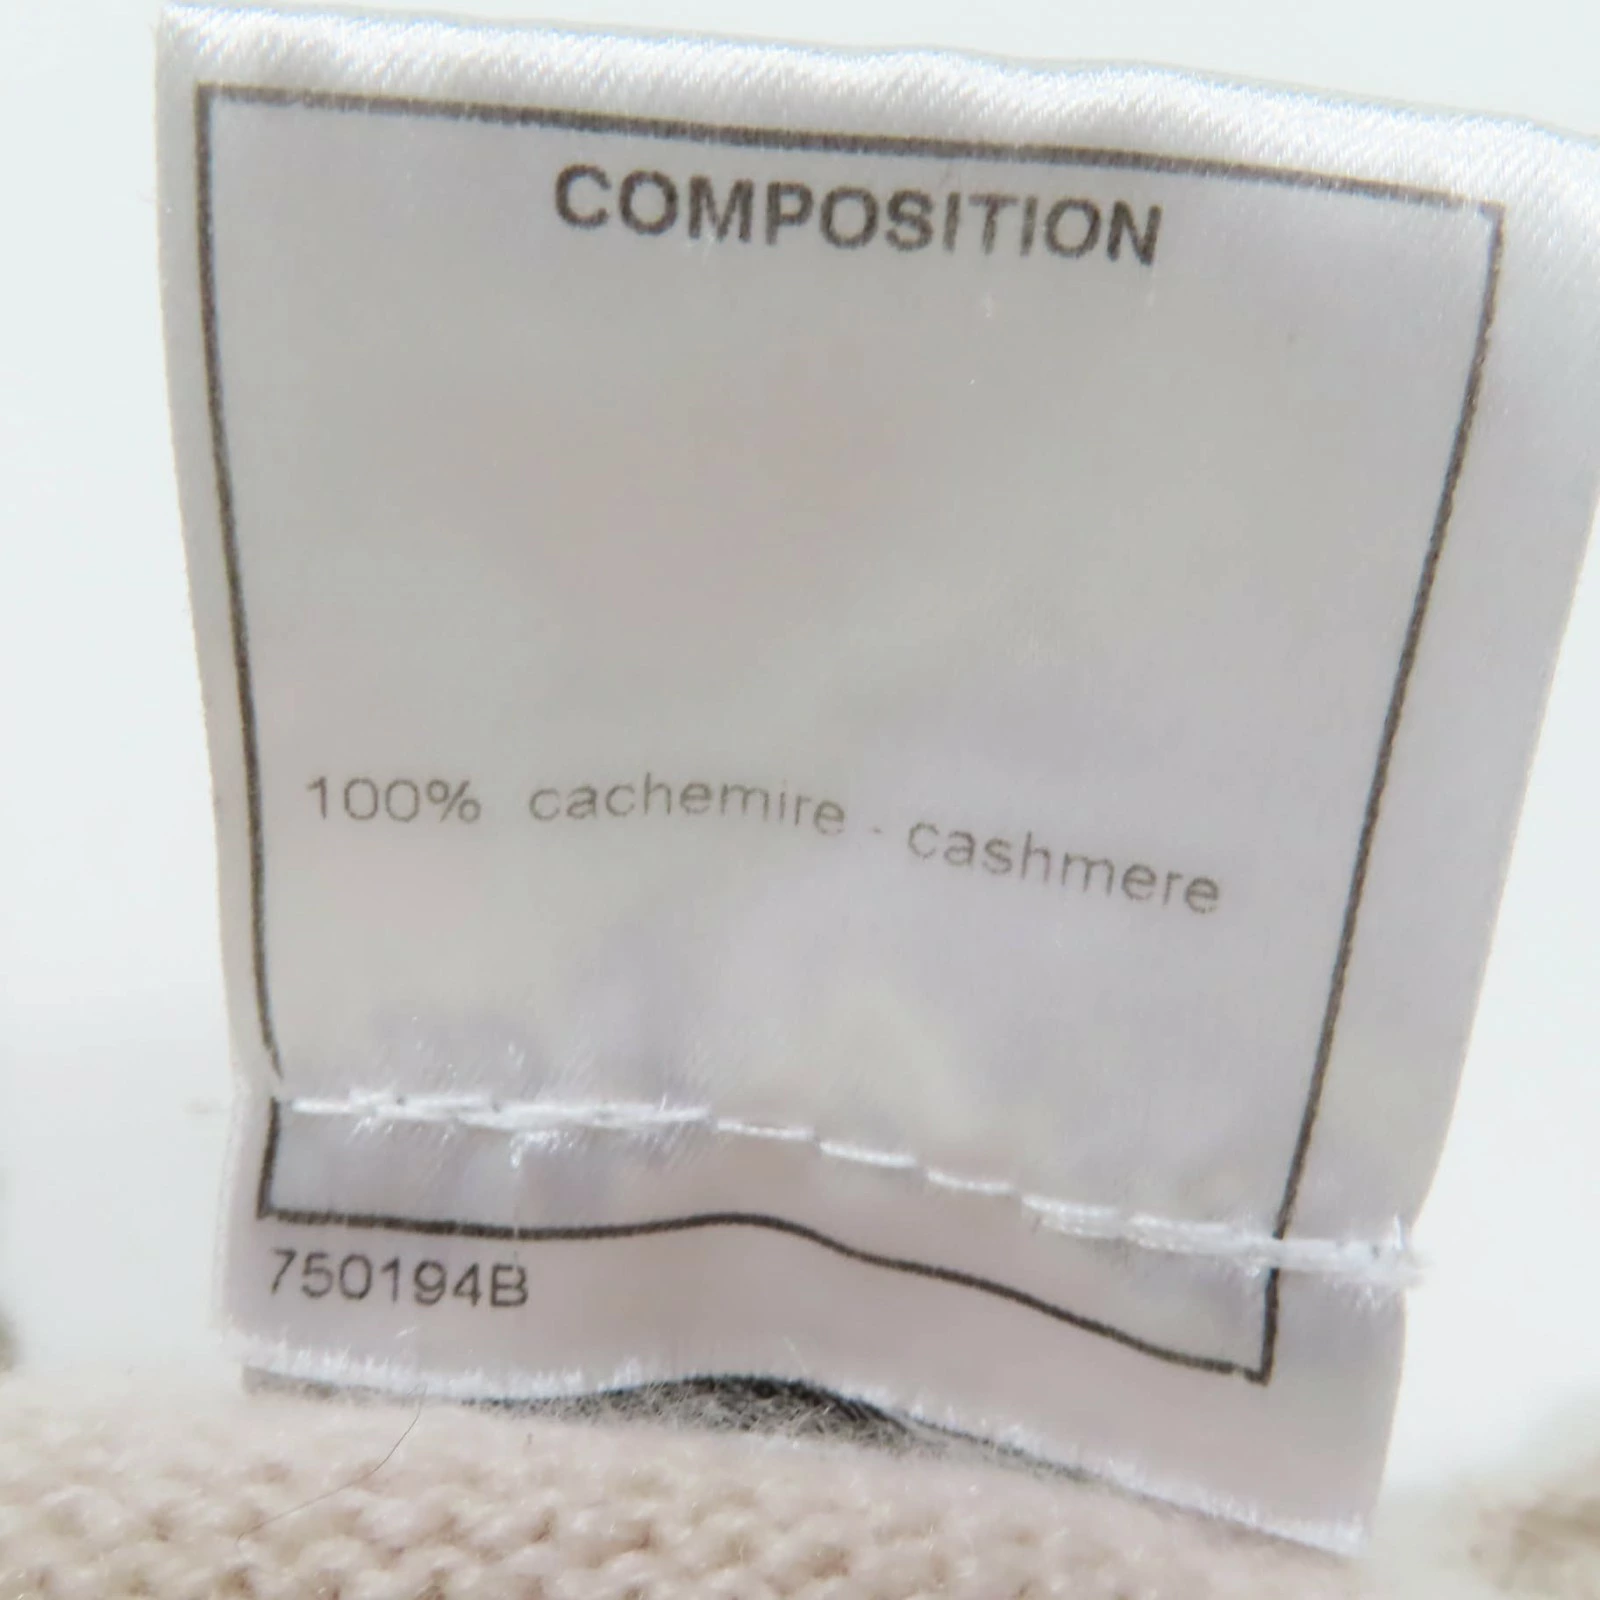 COMPOSITION
100% cachemire - cashmere
750194B